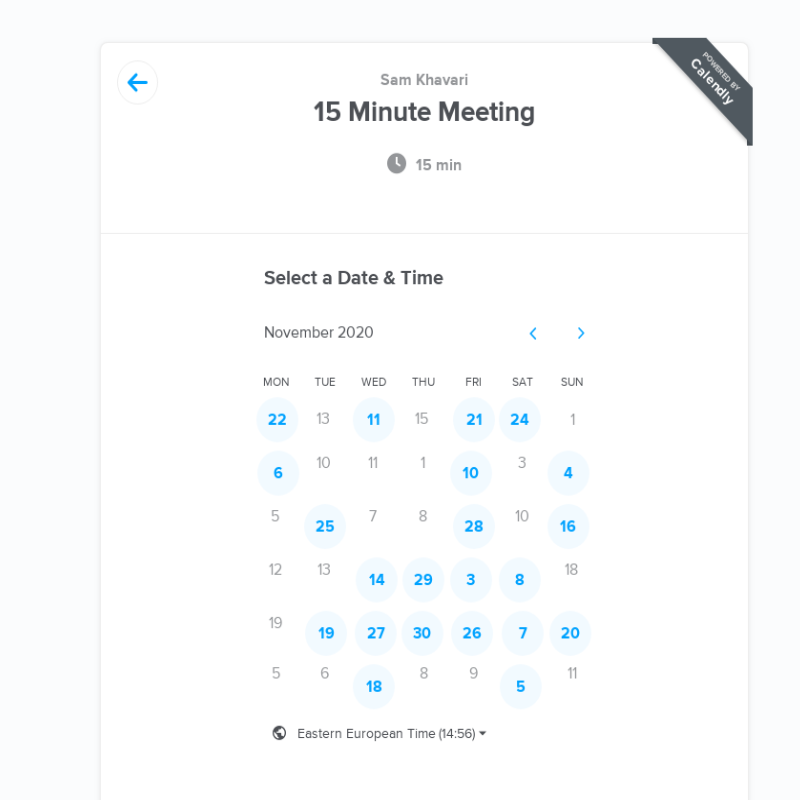 POWERED BY
Calendly
Sam Khavari
15 Minute Meeting
15 min
Select a Date & Time
November 2020
MON TUE WED THU FRI SAT SUN
22 13 11 15 21 24 1
6 10 11 1 10 3 4
5 25 7 8 28 10 16
12 13 14 29 3 8 18
19 19 27 30 26 7 20
5 6 18 8 9 5 11
Eastern European Time (14:56)